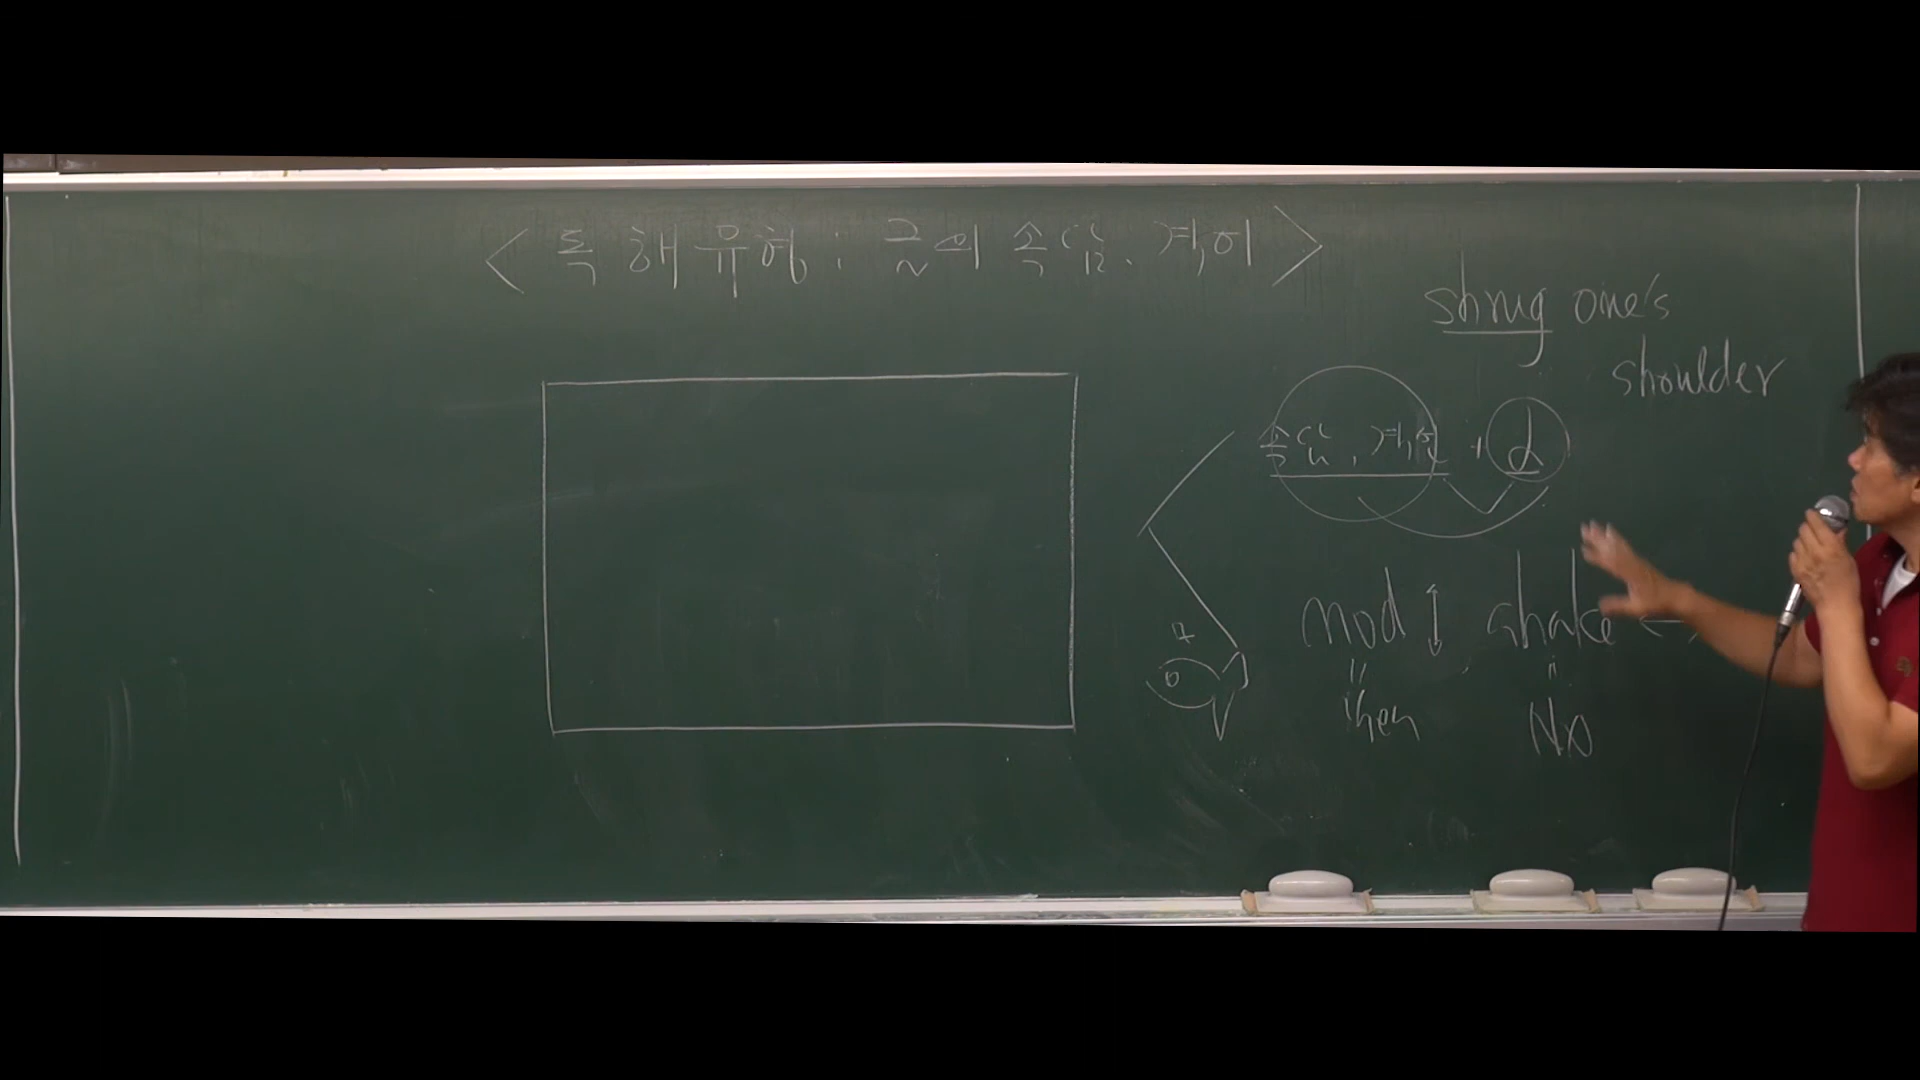 < 독해유형 : 글의 속담, 격언 >
shrug one's
shoulder
속담, 격언 + α
nod ↕ shake ↔
" "
Yes No